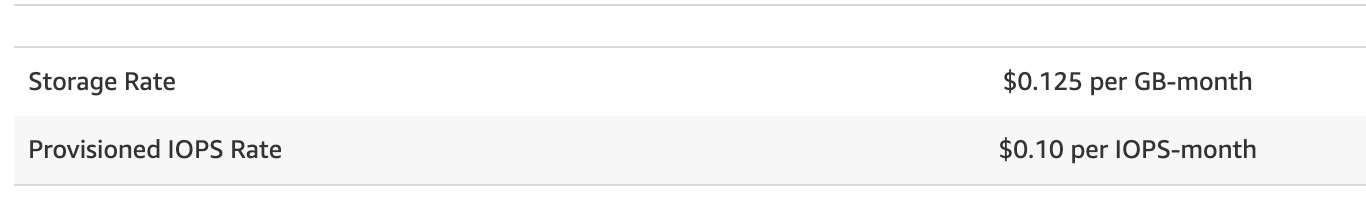 Storage Rate $0.125 per GB-month
Provisioned IOPS Rate $0.10 per IOPS-month